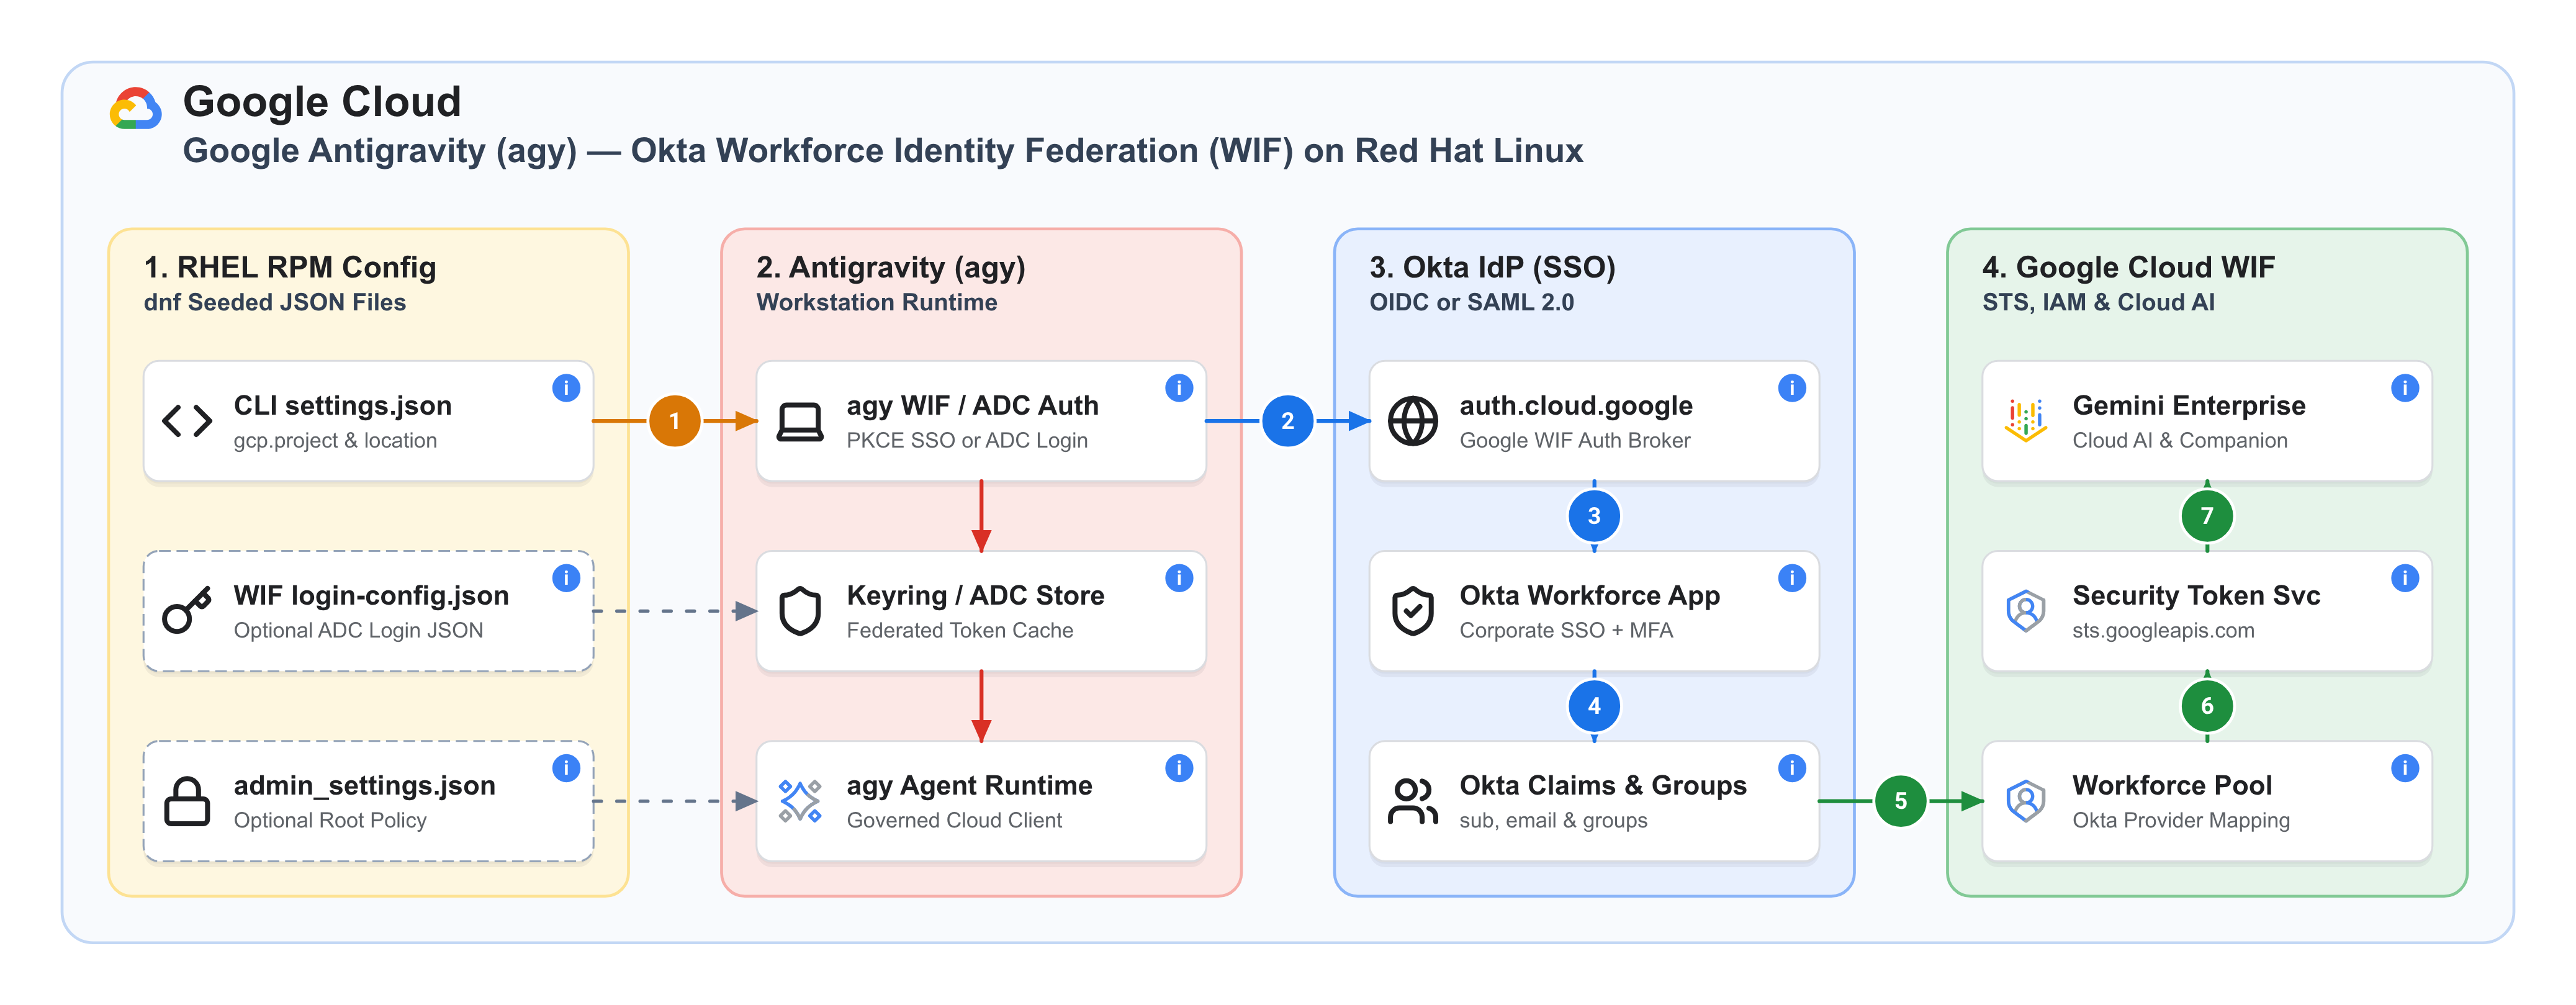 Google Cloud
Google Antigravity (agy) — Okta Workforce Identity Federation (WIF) on Red Hat Linux
1. RHEL RPM Config
dnf Seeded JSON Files
CLI settings.json
gcp.project & location
i
WIF login-config.json
Optional ADC Login JSON
i
admin_settings.json
Optional Root Policy
i
1
2. Antigravity (agy)
Workstation Runtime
agy WIF / ADC Auth
PKCE SSO or ADC Login
i
Keyring / ADC Store
Federated Token Cache
i
agy Agent Runtime
Governed Cloud Client
i
2
3. Okta IdP (SSO)
OIDC or SAML 2.0
auth.cloud.google
Google WIF Auth Broker
i
3
Okta Workforce App
Corporate SSO + MFA
i
4
Okta Claims & Groups
sub, email & groups
i
5
4. Google Cloud WIF
STS, IAM & Cloud AI
Gemini Enterprise
Cloud AI & Companion
i
7
Security Token Svc
sts.googleapis.com
i
6
Workforce Pool
Okta Provider Mapping
i